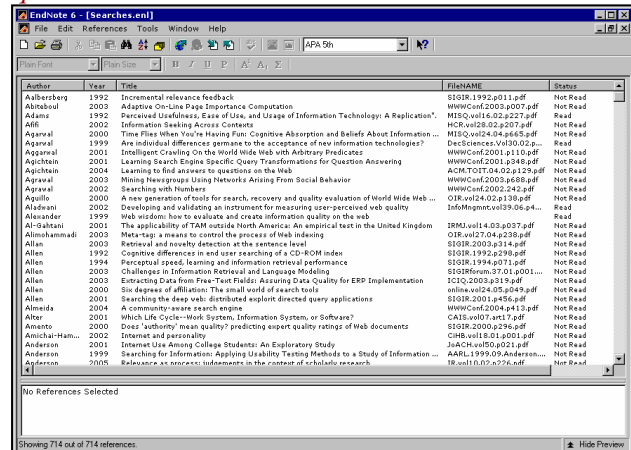 EndNote 6 - [Searches.enl]
File Edit References Tools Window Help
APA 5th
Plain Font Plain Size B I U P A² A₁ Σ
Author Year Title FileNAME Status
Aalbersberg 1992 Incremental relevance feedback SIGIR.1992.p011.pdf Not Read
Abiteboul 2003 Adaptive On-Line Page Importance Computation WWWConf.2003.p007.pdf Not Read
Adams 1992 Perceived Usefulness, Ease of Use, and Usage of Information Technology: A Replication". MISQ.vol16.02.p227.pdf Read
Afifi 2002 Information Seeking Across Contexts HCR.vol28.02.p207.pdf Not Read
Agarwal 2000 Time Flies When You're Having Fun: Cognitive Absorption and Beliefs About Information ... MISQ.vol24.04.p665.pdf Not Read
Agarwal 1999 Are individual differences germane to the acceptance of new information technologies? DecSciences.Vol30.02.p... Read
Aggarwal 2001 Intelligent Crawling On the World Wide Web with Arbitrary Predicates WWWConf.2001.p110.pdf Not Read
Agichtein 2001 Learning Search Engine Specific Query Transformations for Question Answering WWWConf.2001.p348.pdf Not Read
Agichtein 2004 Learning to find answers to questions on the Web ACM.TOIT.04.02.p129.pdf Not Read
Agrawal 2003 Mining Newsgroups Using Networks Arising From Social Behavior WWWConf.2003.p688.pdf Not Read
Agrawal 2002 Searching with Numbers WWWConf.2002.242.pdf Not Read
Aguillo 2000 A new generation of tools for search, recovery and quality evaluation of World Wide Web ... OIR.vol24.02.p138.pdf Not Read
Aladwani 2002 Developing and validating an instrument for measuring user-perceived web quality InfoMngmnt.vol39.06.p4... Read
Alexander 1999 Web wisdom: how to evaluate and create information quality on the web Read
Al-Gahtani 2001 The applicability of TAM outside North America: An empirical test in the United Kingdom IRMJ.vol14.03.p037.pdf Not Read
Alimohammadi 2003 Meta-tag: a means to control the process of Web indexing OIR.vol27.04.p238.pdf Not Read
Allan 2003 Retrieval and novelty detection at the sentence level SIGIR.2003.p314.pdf Not Read
Allen 1992 Cognitive differences in end user searching of a CD-ROM index SIGIR.1992.p298.pdf Not Read
Allen 1994 Perceptual speed, learning and information retrieval performance SIGIR.1994.p071.pdf Not Read
Allen 2003 Challenges in Information Retrieval and Language Modeling SIGIRforum.37.01.p001.... Not Read
Allen 2003 Extracting Data from Free-Text Fields: Assuring Data Quality for ERP Implementation ICIQ.2003.p319.pdf Not Read
Allen 2000 Six degrees of affiliation: The small world of search tools online.vol24.05.p049.pdf Not Read
Allen 2001 Searching the deep web: distributed explorit directed query applications SIGIR.2001.p456.pdf Not Read
Almeida 2004 A community-aware search engine WWWConf.2004.p413.pdf Not Read
Alter 2001 Which Life Cycle--Work System, Information System, or Software? CAIS.vol07.art17.pdf Not Read
Amento 2000 Does 'authority' mean quality? predicting expert quality ratings of Web documents SIGIR.2000.p296.pdf Not Read
Amichai-Ham... 2002 Internet and personality CiHB.vol18.01.p001.pdf Not Read
Anderson 2001 Internet Use Among College Students: An Exploratory Study JoACH.vol50.p021.pdf Not Read
Anderson 1999 Searching for Information: Applying Usability Testing Methods to a Study of Information ... AARL.1999.09.Anderson.... Not Read
Anderson 2005 Relevance as process: judgements in the context of scholarly research IR.vol10.02.p226.pdf Not Read
No References Selected
Showing 714 out of 714 references. Hide Preview